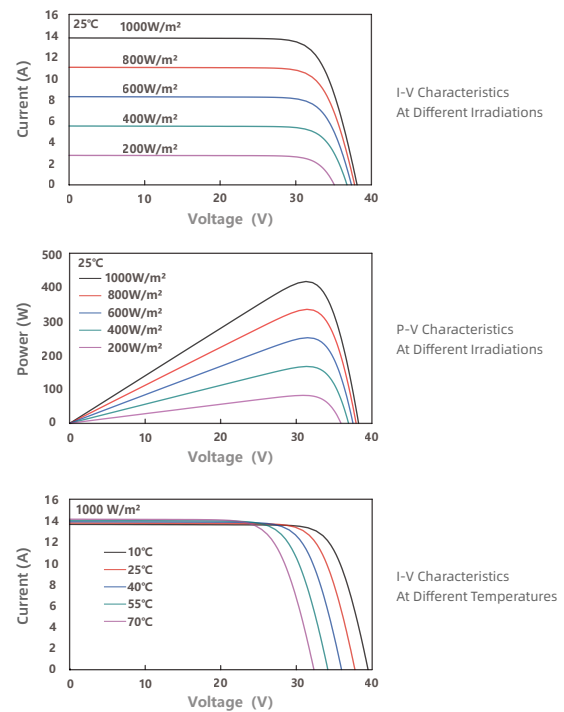 16
14
12
10
8
6
4
2
0
Current (A)
25℃
1000W/m²
800W/m²
600W/m²
400W/m²
200W/m²
0
10
20
30
40
Voltage (V)
I-V Characteristics
At Different Irradiations
500
400
300
200
100
0
Power (W)
25℃
1000W/m²
800W/m²
600W/m²
400W/m²
200W/m²
0
10
20
30
40
Voltage (V)
P-V Characteristics
At Different Irradiations
16
14
12
10
8
6
4
2
0
Current (A)
1000 W/m²
10℃
25℃
40℃
55℃
70℃
0
10
20
30
40
Voltage (V)
I-V Characteristics
At Different Temperatures